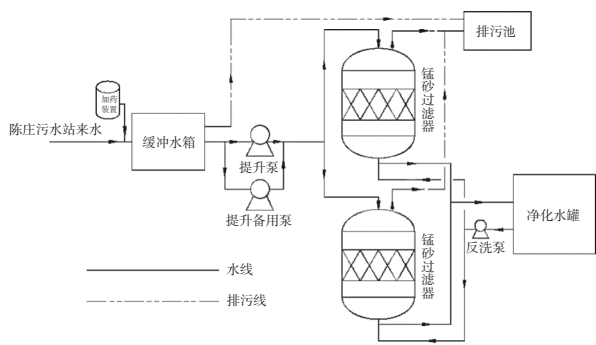 排污池
加药
装置
锰砂过滤器
陈庄污水站来水
缓冲水箱
提升泵
提升备用泵
净化水罐
反洗泵
锰砂过滤器
水线
排污线